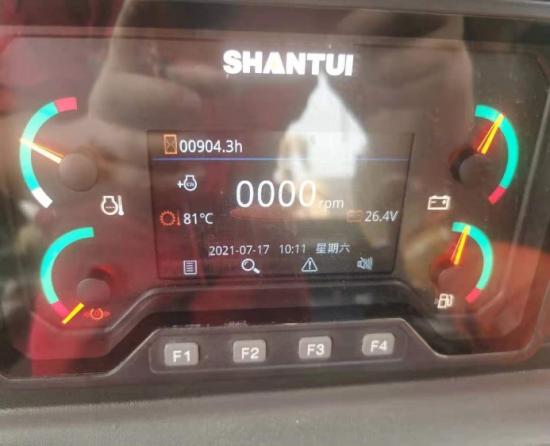 SHANTUI
00904.3h
0000 rpm
81°C
26.4V
2021-07-17 10:11 星期六
F1 F2 F3 F4